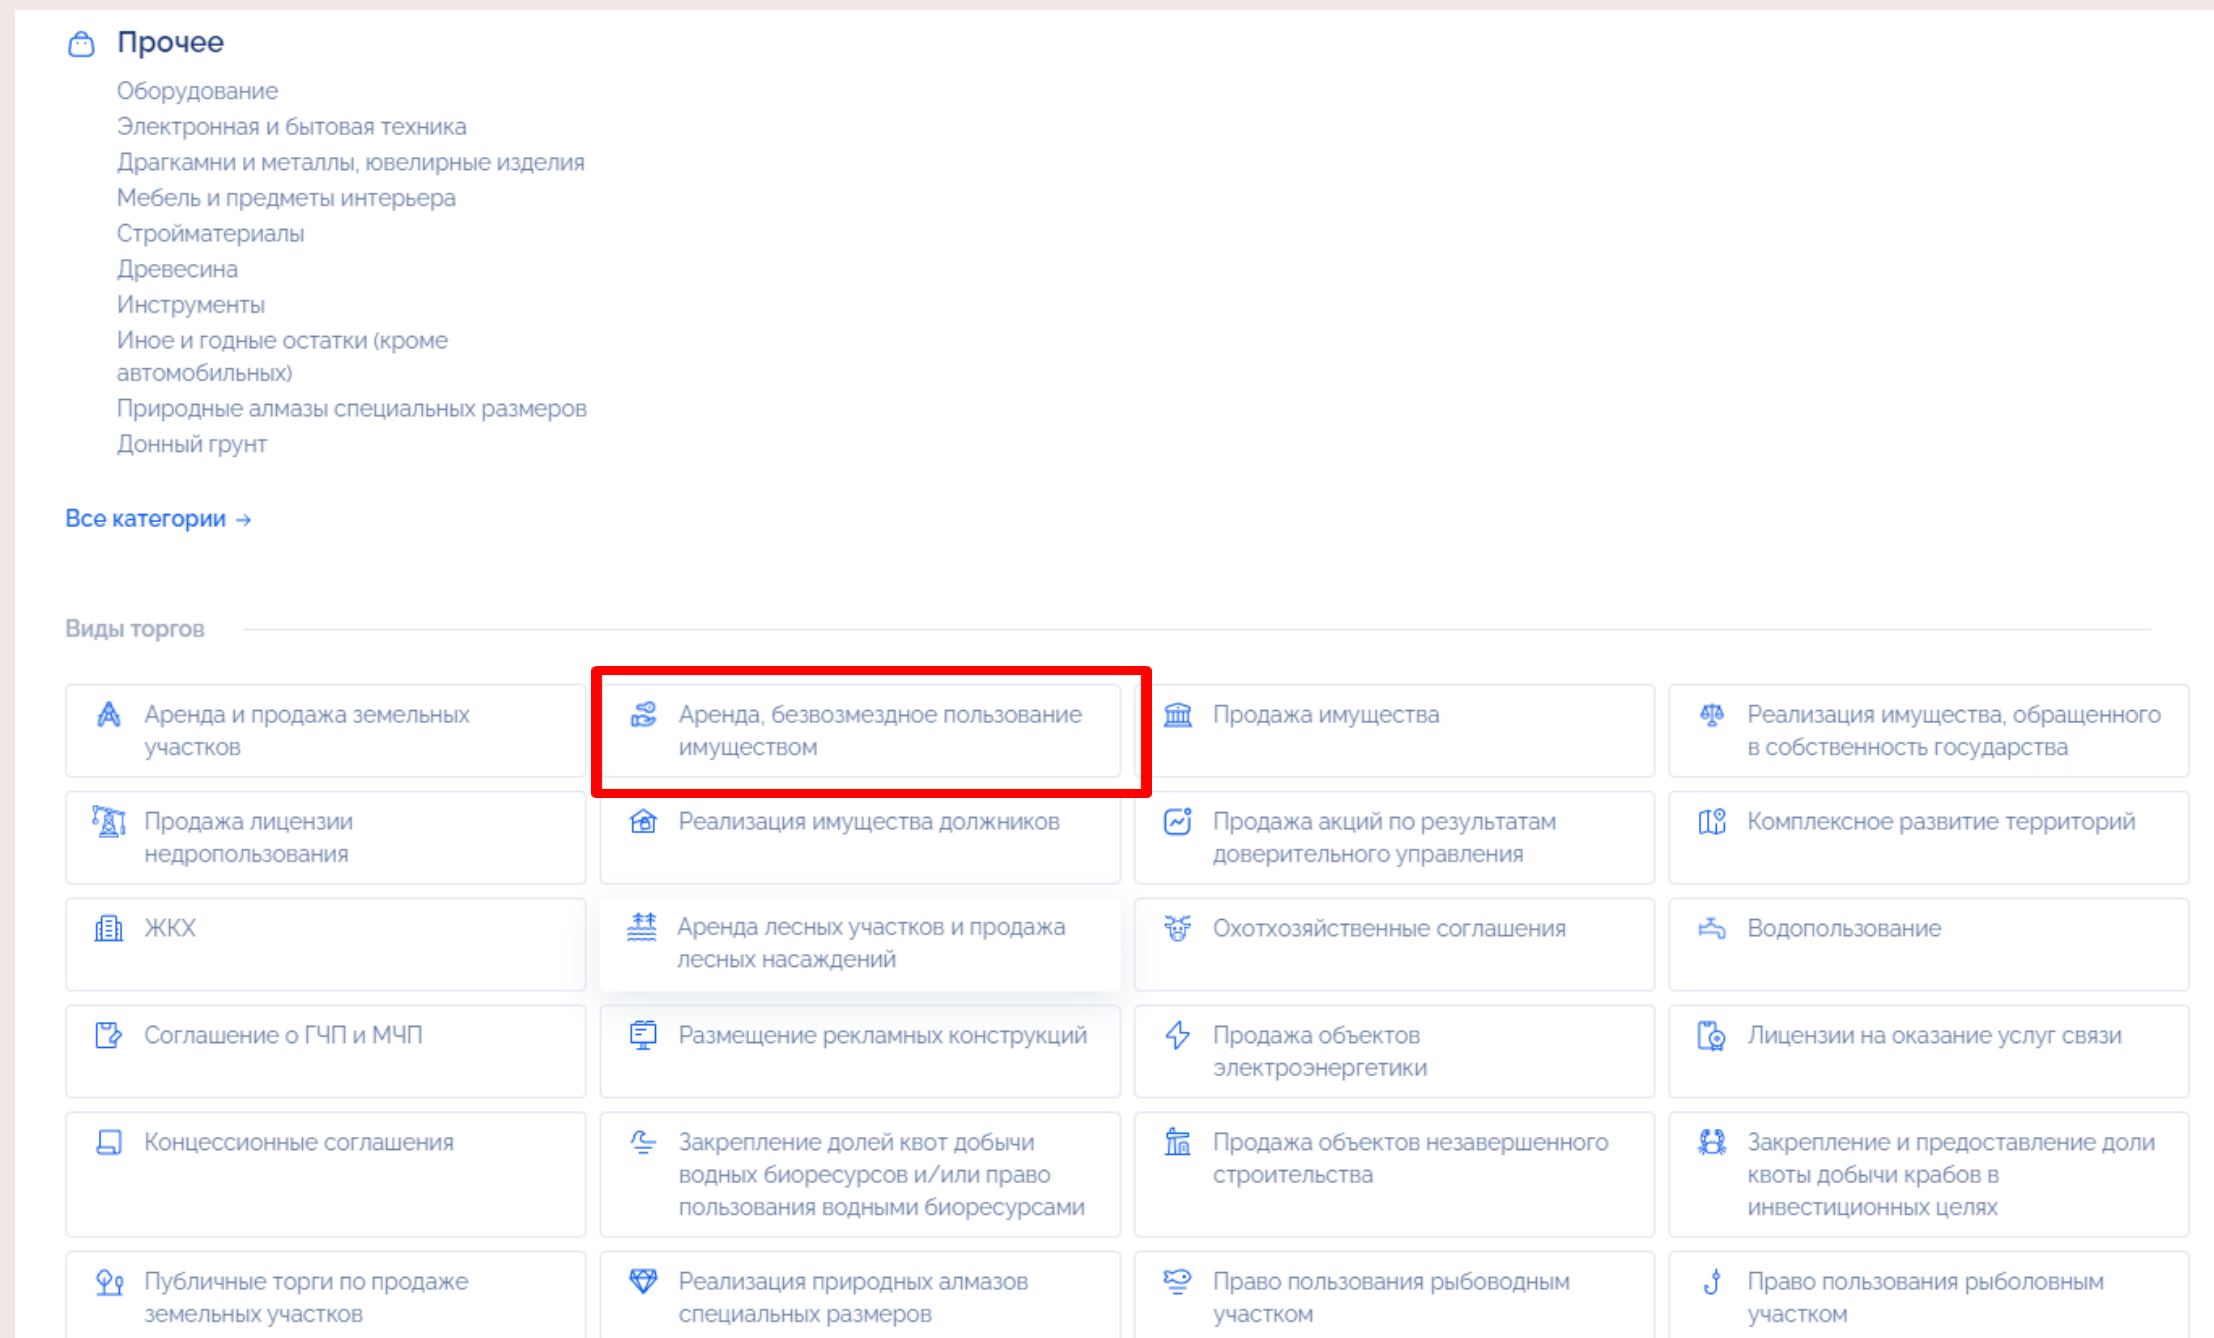 Прочее
Оборудование
Электронная и бытовая техника
Драгкамни и металлы, ювелирные изделия
Мебель и предметы интерьера
Стройматериалы
Древесина
Инструменты
Иное и годные остатки (кроме
автомобильных)
Природные алмазы специальных размеров
Донный грунт
Все категории →
Виды торгов
Аренда и продажа земельных
участков
Аренда, безвозмездное пользование
имуществом
Продажа имущества
Реализация имущества, обращенного
в собственность государства
Продажа лицензии
недропользования
Реализация имущества должников
Продажа акций по результатам
доверительного управления
Комплексное развитие территорий
ЖКХ
Аренда лесных участков и продажа
лесных насаждений
Охотхозяйственные соглашения
Водопользование
Соглашение о ГЧП и МЧП
Размещение рекламных конструкций
Продажа объектов
электроэнергетики
Лицензии на оказание услуг связи
Концессионные соглашения
Закрепление долей квот добычи
водных биоресурсов и/или право
пользования водными биоресурсами
Продажа объектов незавершенного
строительства
Закрепление и предоставление доли
квоты добычи крабов в
инвестиционных целях
Публичные торги по продаже
земельных участков
Реализация природных алмазов
специальных размеров
Право пользования рыбоводным
участком
Право пользования рыболовным
участком